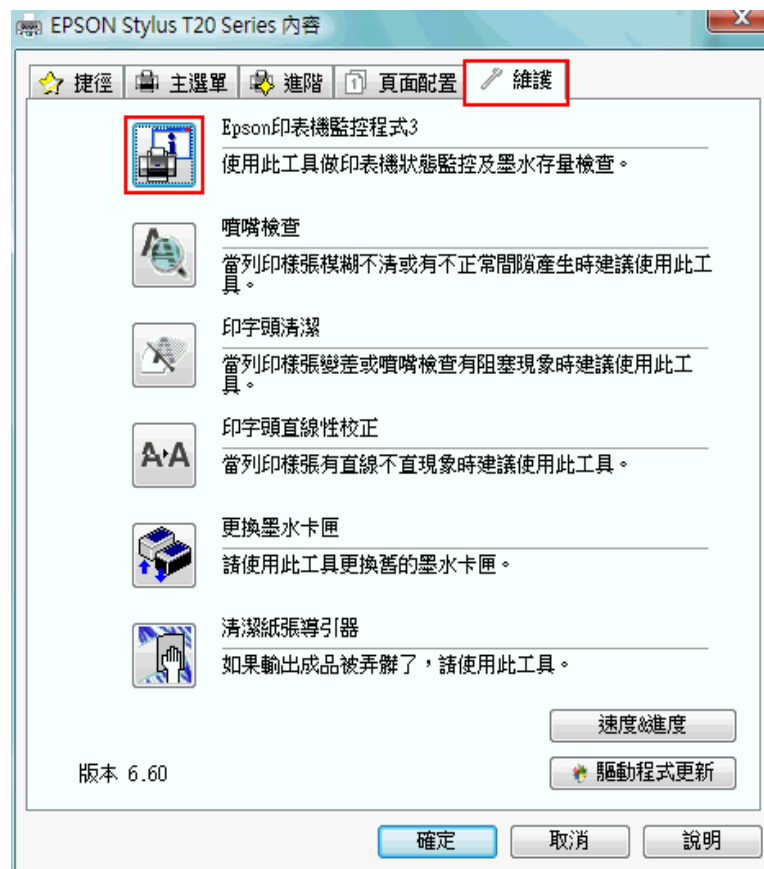 EPSON Stylus T20 Series 內容
捷徑 主選單 進階 頁面配置 維護
Epson印表機監控程式3
使用此工具做印表機狀態監控及墨水存量檢查。
噴嘴檢查
當列印樣張模糊不清或有不正常間隙產生時建議使用此工
具。
印字頭清潔
當列印樣張變差或噴嘴檢查有阻塞現象時建議使用此工
具。
印字頭直線性校正
當列印樣張有直線不直現象時建議使用此工具。
更換墨水卡匣
請使用此工具更換舊的墨水卡匣。
清潔紙張導引器
如果輸出成品被弄髒了，請使用此工具。
速度&進度
版本 6.60
驅動程式更新
確定 取消 說明